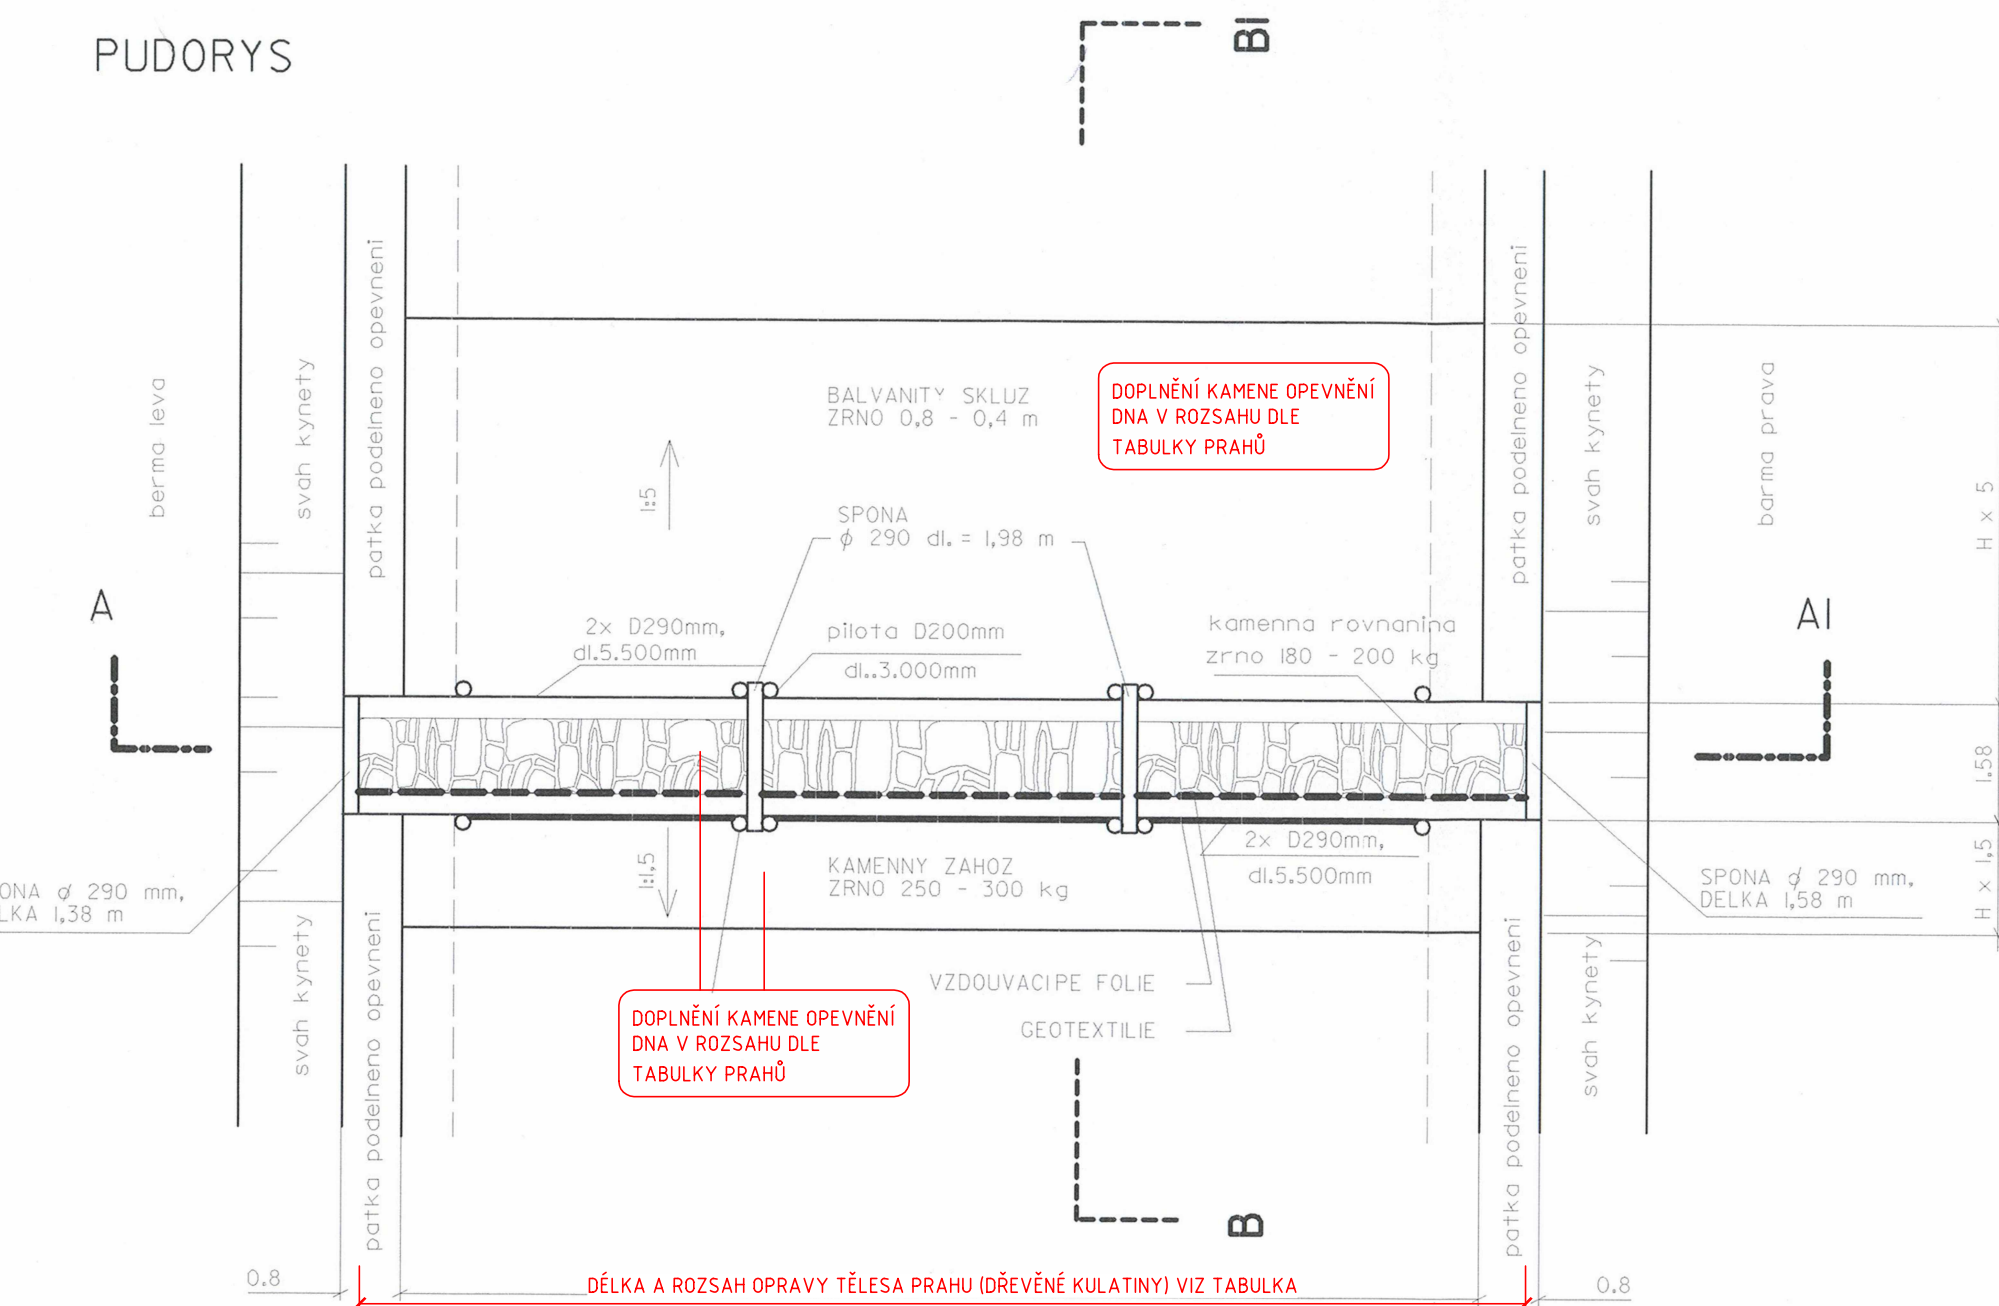 PUDORYS
BI
berma leva
svah kynety
patka podelneno opevneni
BALVANITY SKLUZ
ZRNO 0,8 - 0,4 m
DOPLNĚNÍ KAMENE OPEVNĚNÍ
DNA V ROZSAHU DLE
TABULKY PRAHŮ
patka podelneno opevneni
svah kynety
barma prava
H x 5
1:5
SPONA
ϕ 290 dl. = 1,98 m
A
AI
2x D290mm,
dl.5.500mm
pilota D200mm
dl..3.000mm
kamenna rovnanina
zrno 180 - 200 kg
1.58
1:1,5
KAMENNY ZAHOZ
ZRNO 250 - 300 kg
2x D290mm,
dl.5.500mm
ONA ϕ 290 mm,
LKA 1,38 m
SPONA ϕ 290 mm,
DELKA 1,58 m
H x 1,5
svah kynety
patka podelneno opevneni
VZDOUVACIPE FOLIE
GEOTEXTILIE
DOPLNĚNÍ KAMENE OPEVNĚNÍ
DNA V ROZSAHU DLE
TABULKY PRAHŮ
patka podelneno opevneni
svah kynety
B
0.8
DÉLKA A ROZSAH OPRAVY TĚLESA PRAHU (DŘEVĚNÉ KULATINY) VIZ TABULKA
0.8